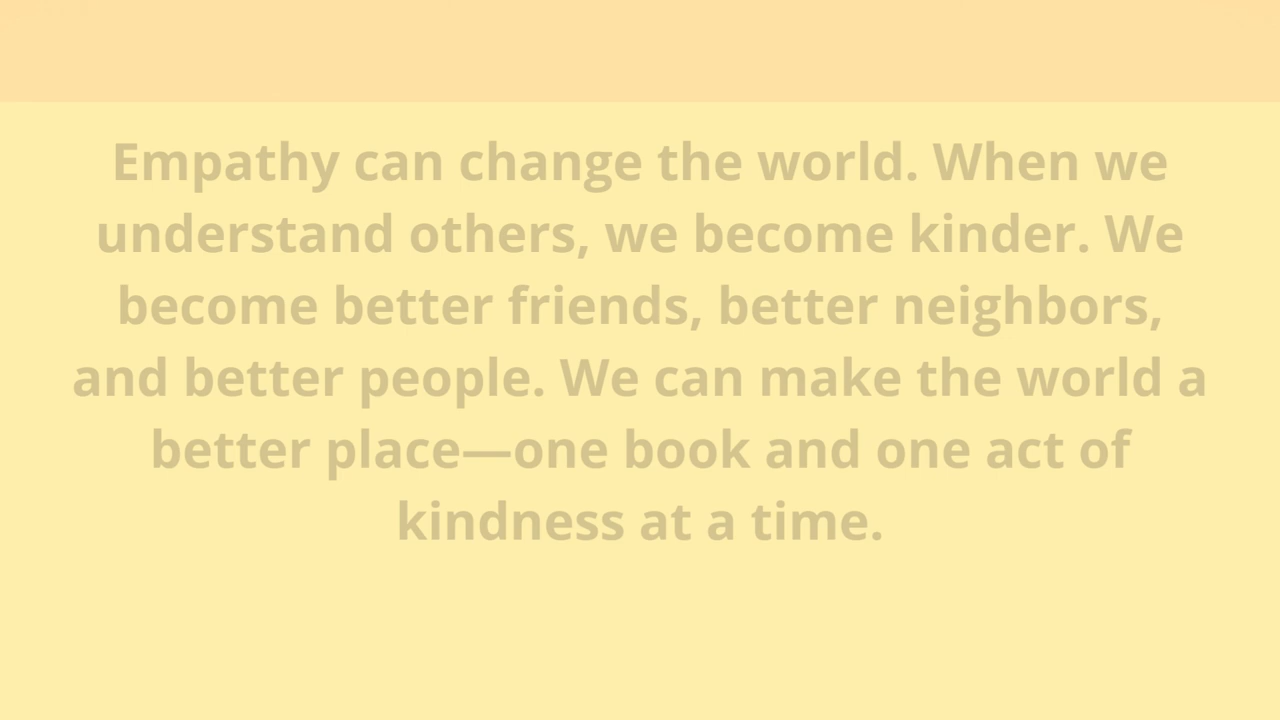 Empathy can change the world. When we
understand others, we become kinder. We
become better friends, better neighbors,
and better people. We can make the world a
better place—one book and one act of
kindness at a time.